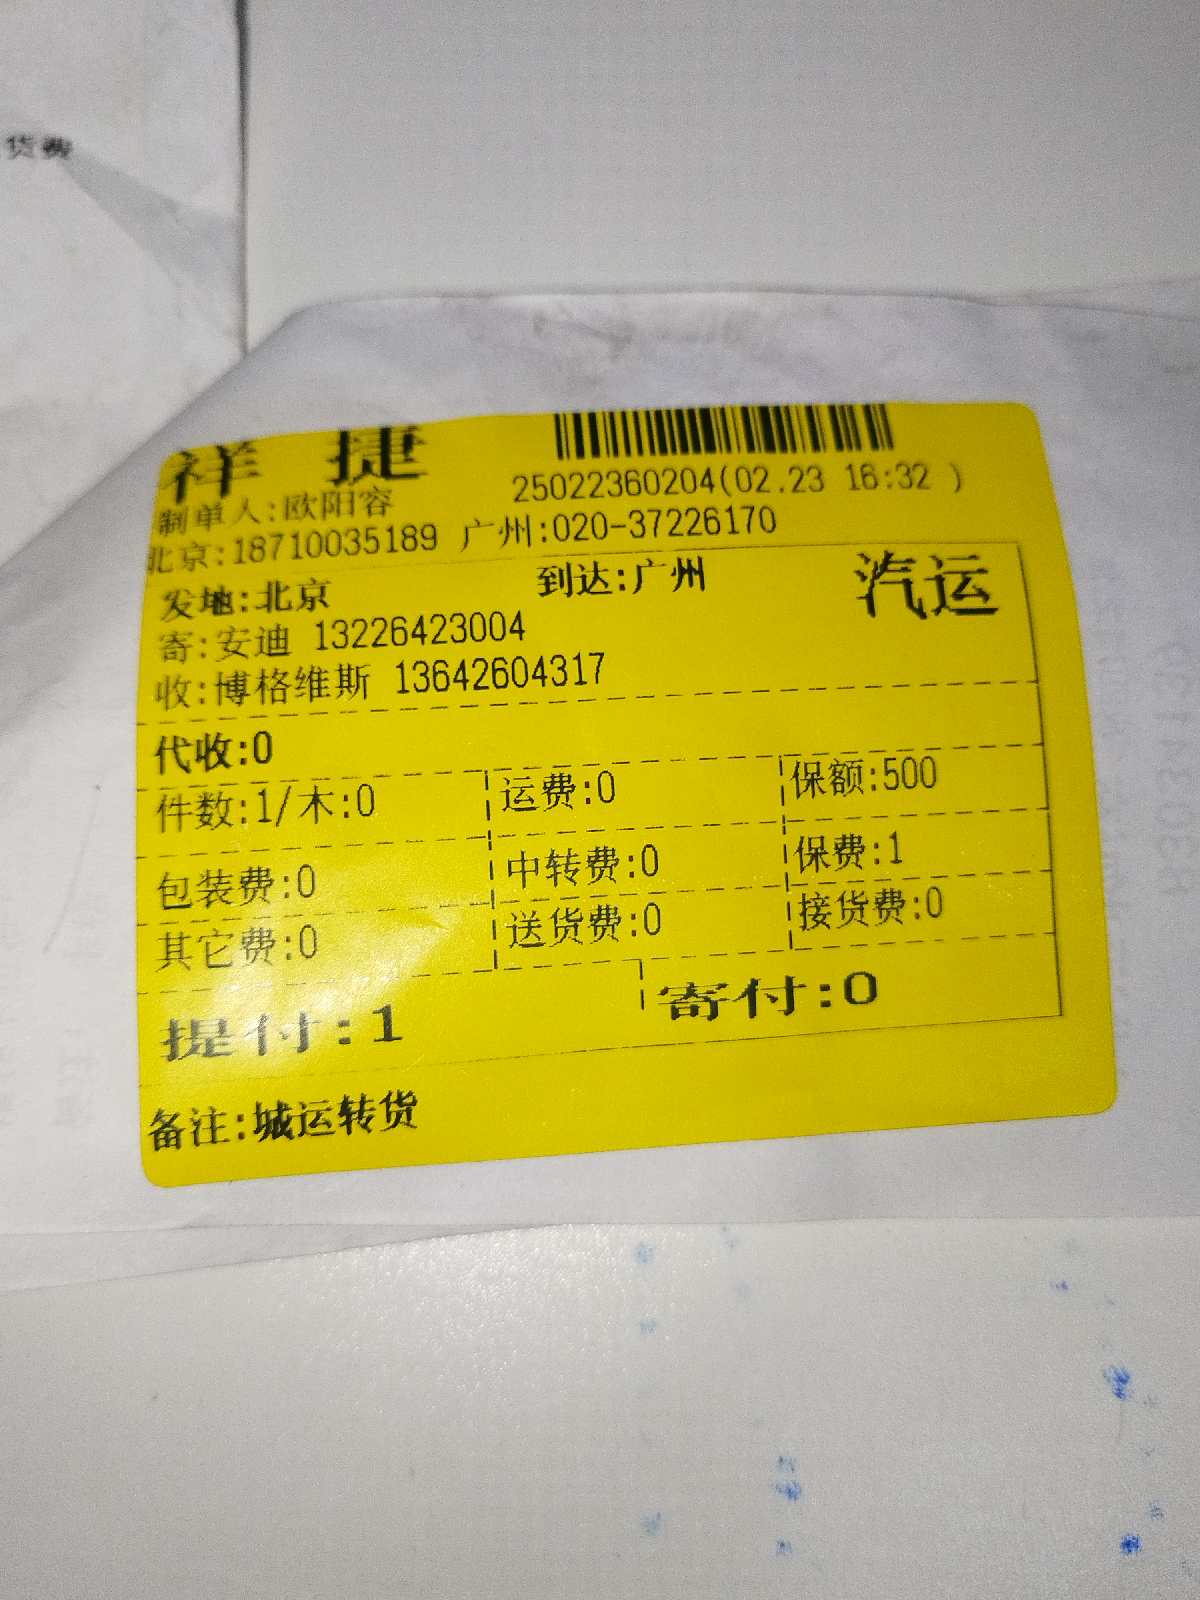 货费
祥捷
25022360204(02.23 16:32 )
制单人:欧阳容
北京:18710035189 广州:020-37226170
发地:北京 到达:广州 汽运
寄:安迪 13226423004
收:博格维斯 13642604317
代收:0
件数:1/木:0 运费:0 保额:500
包装费:0 中转费:0 保费:1
其它费:0 送货费:0 接货费:0
提付:1 寄付:0
备注:城运转货